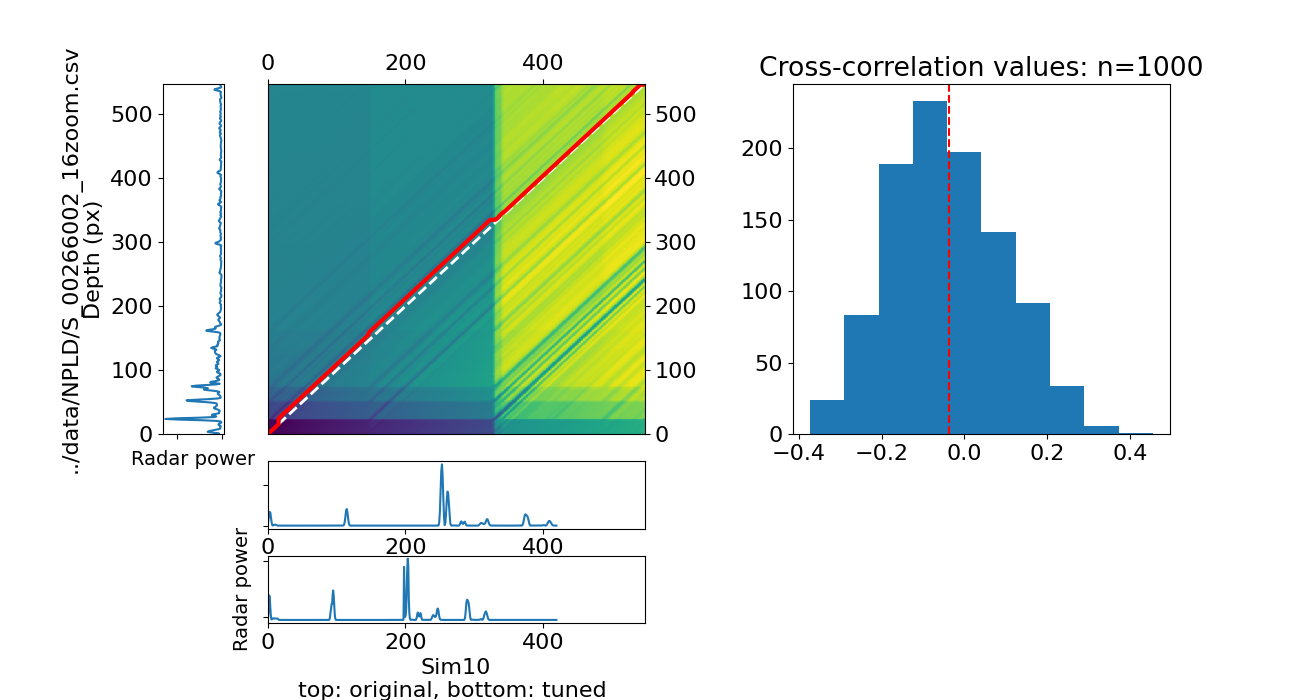 0 200 400
Cross-correlation values: n=1000
../data/NPLD/S_00266002_16zoom.csv
Depth (px)
500 500
400 400
300 300
200 200
100 100
0 0
200
150
100
50
0
−0.4 −0.2 0.0 0.2 0.4
Radar power
0 200 400
Radar power
0 200 400
Sim10
top: original, bottom: tuned